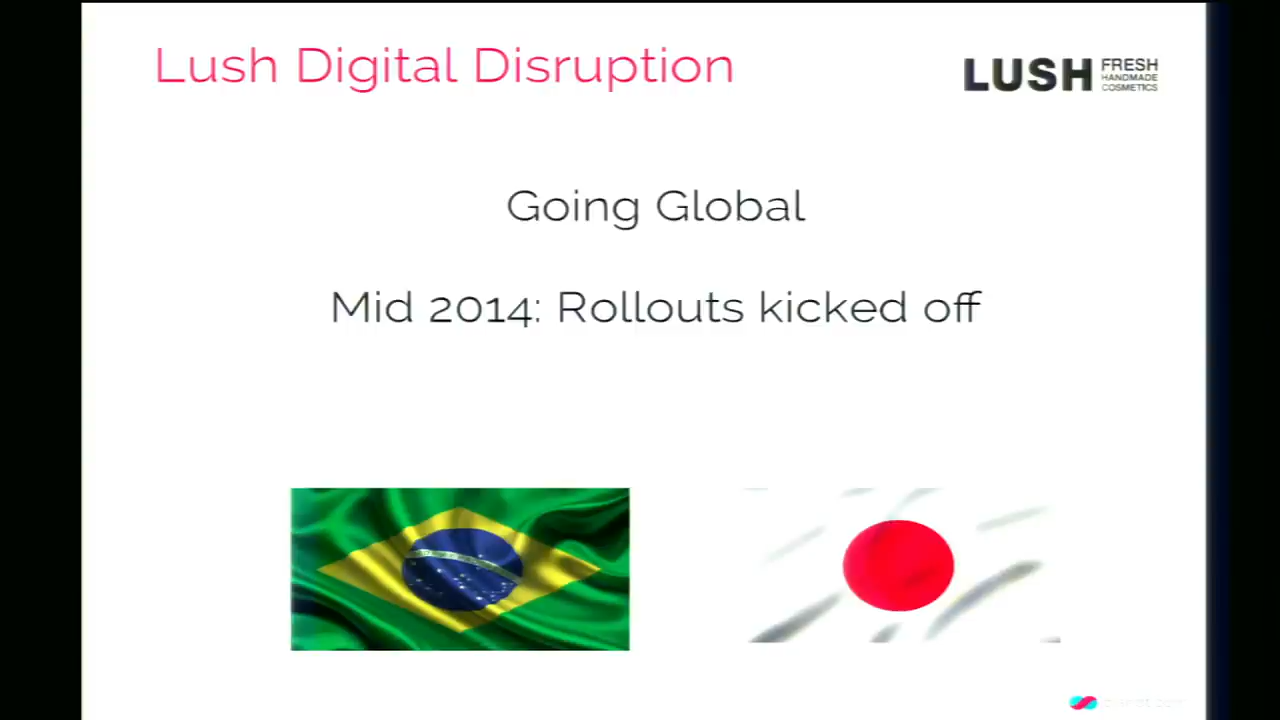 Lush Digital Disruption
LUSH FRESH
HANDMADE
COSMETICS
Going Global
Mid 2014: Rollouts kicked off